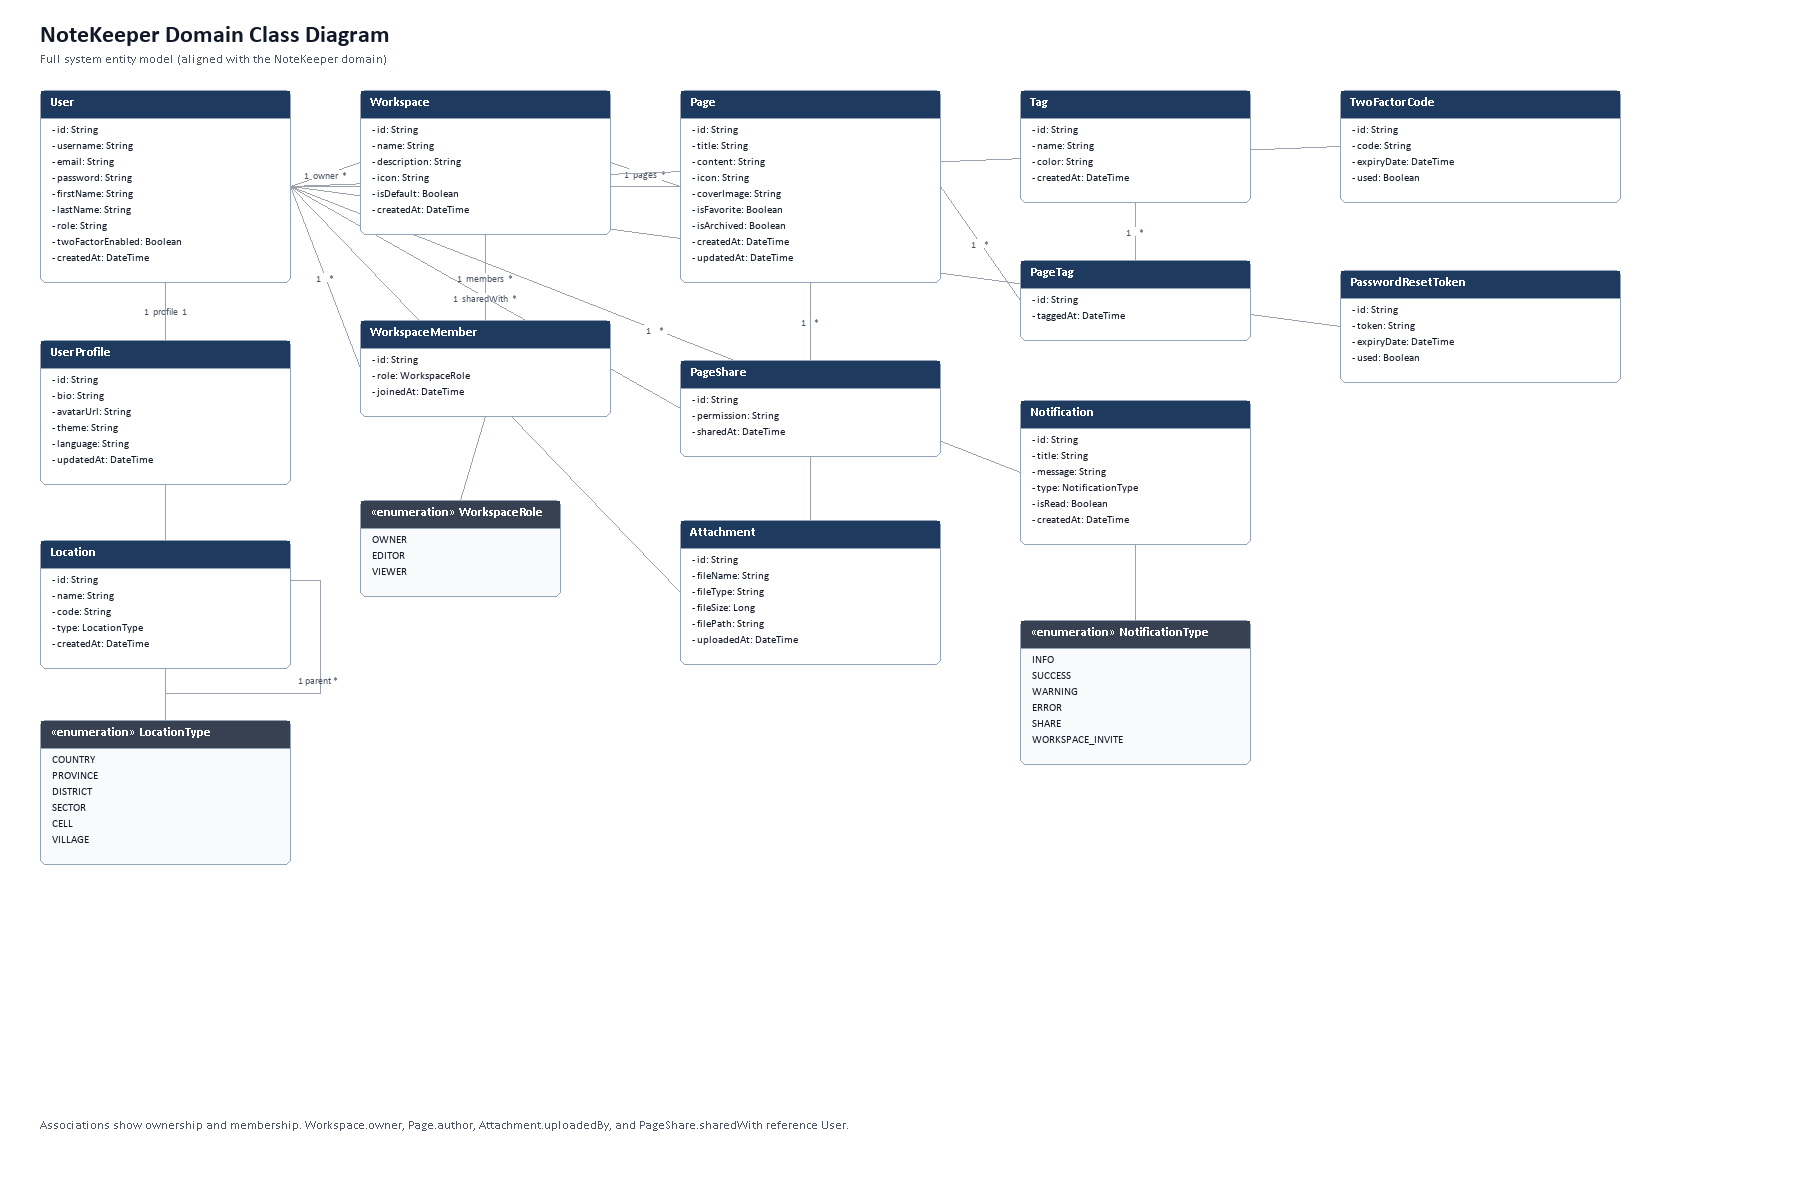 NoteKeeper Domain Class Diagram
Full system entity model (aligned with the NoteKeeper domain)
User
- id: String
- username: String
- email: String
- password: String
- firstName: String
- lastName: String
- role: String
- twoFactorEnabled: Boolean
- createdAt: DateTime
Workspace
- id: String
- name: String
- description: String
- icon: String
- isDefault: Boolean
- createdAt: DateTime
Page
- id: String
- title: String
- content: String
- icon: String
- coverImage: String
- isFavorite: Boolean
- isArchived: Boolean
- createdAt: DateTime
- updatedAt: DateTime
Tag
- id: String
- name: String
- color: String
- createdAt: DateTime
TwoFactorCode
- id: String
- code: String
- expiryDate: DateTime
- used: Boolean
1 owner *
1 pages *
1 *
1 *
1 *
1 members *
1 sharedWith *
1 profile 1
1 *
1 *
PageTag
- id: String
- taggedAt: DateTime
PasswordResetToken
- id: String
- token: String
- expiryDate: DateTime
- used: Boolean
UserProfile
- id: String
- bio: String
- avatarUrl: String
- theme: String
- language: String
- updatedAt: DateTime
WorkspaceMember
- id: String
- role: WorkspaceRole
- joinedAt: DateTime
PageShare
- id: String
- permission: String
- sharedAt: DateTime
Notification
- id: String
- title: String
- message: String
- type: NotificationType
- isRead: Boolean
- createdAt: DateTime
«enumeration» WorkspaceRole
OWNER
EDITOR
VIEWER
Attachment
- id: String
- fileName: String
- fileType: String
- fileSize: Long
- filePath: String
- uploadedAt: DateTime
Location
- id: String
- name: String
- code: String
- type: LocationType
- createdAt: DateTime
1 parent *
«enumeration» NotificationType
INFO
SUCCESS
WARNING
ERROR
SHARE
WORKSPACE_INVITE
«enumeration» LocationType
COUNTRY
PROVINCE
DISTRICT
SECTOR
CELL
VILLAGE
Associations show ownership and membership. Workspace.owner, Page.author, Attachment.uploadedBy, and PageShare.sharedWith reference User.